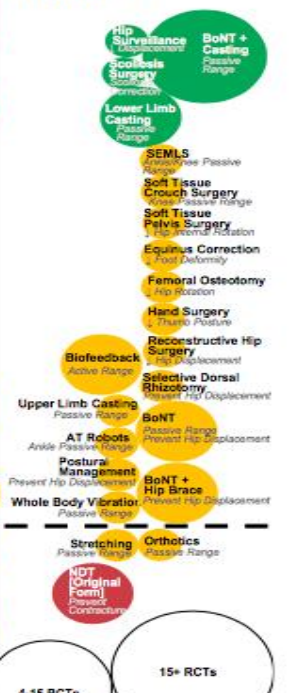 Hip
Surveillance
↓ Displacement
BoNT +
Casting
Passive
Range
Scoliosis
Surgery
Scoliosis
Correction
Lower Limb
Casting
Passive
Range
SEMLS
Ankle/Knee Passive
Range
Soft Tissue
Crouch Surgery
Knee Passive Range
Soft Tissue
Pelvis Surgery
↓ Hip Internal Rotation
Equinus Correction
↓ Foot Deformity
Femoral Osteotomy
↓ Hip Rotation
Hand Surgery
↓ Thumb Posture
Reconstructive Hip
Surgery
↓ Hip Displacement
Biofeedback
Active Range
Selective Dorsal
Rhizotomy
Prevent Hip Displacement
Upper Limb Casting
Passive Range
BoNT
Passive Range
Prevent Hip Displacement
AT Robots
Ankle Passive Range
Postural
Management
Prevent Hip Displacement
BoNT +
Hip Brace
Prevent Hip Displacement
Whole Body Vibration
Passive Range
Stretching
Passive Range
Orthotics
Passive Range
NDT
[Original
Form]
Prevent
Contracture
15+ RCTs
4-15 RCTs